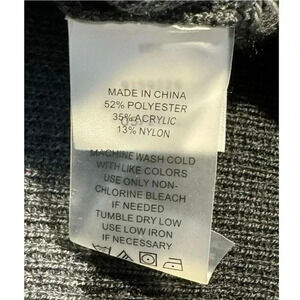 MADE IN CHINA
52% POLYESTER
35% ACRYLIC
13% NYLON
MACHINE WASH COLD
WITH LIKE COLORS
USE ONLY NON-
CHLORINE BLEACH
IF NEEDED
TUMBLE DRY LOW
USE LOW IRON
IF NECESSARY